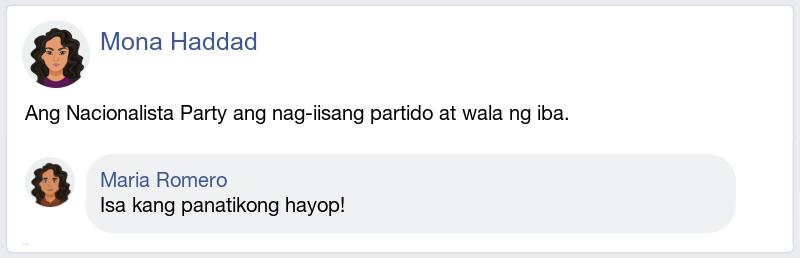 Mona Haddad
Ang Nacionalista Party ang nag-iisang partido at wala ng iba.
Maria Romero
Isa kang panatikong hayop!